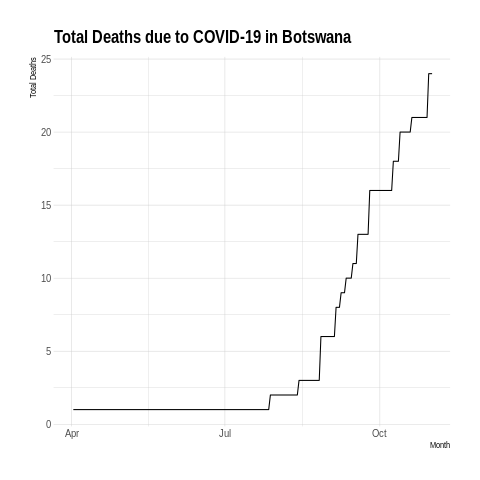 Total Deaths due to COVID-19 in Botswana
Total Deaths
25
20
15
10
5
0
Apr
Jul
Oct
Month